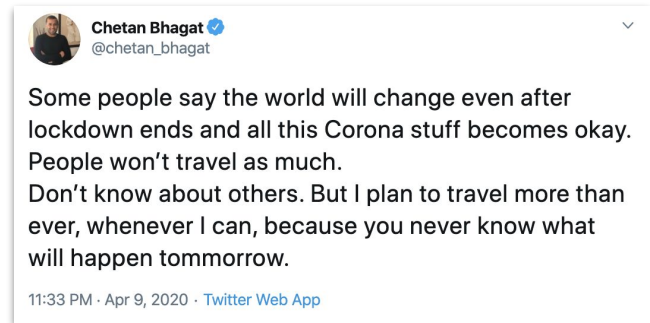 Chetan Bhagat
@chetan_bhagat
Some people say the world will change even after
lockdown ends and all this Corona stuff becomes okay.
People won’t travel as much.
Don’t know about others. But I plan to travel more than
ever, whenever I can, because you never know what
will happen tommorrow.
11:33 PM · Apr 9, 2020 · Twitter Web App